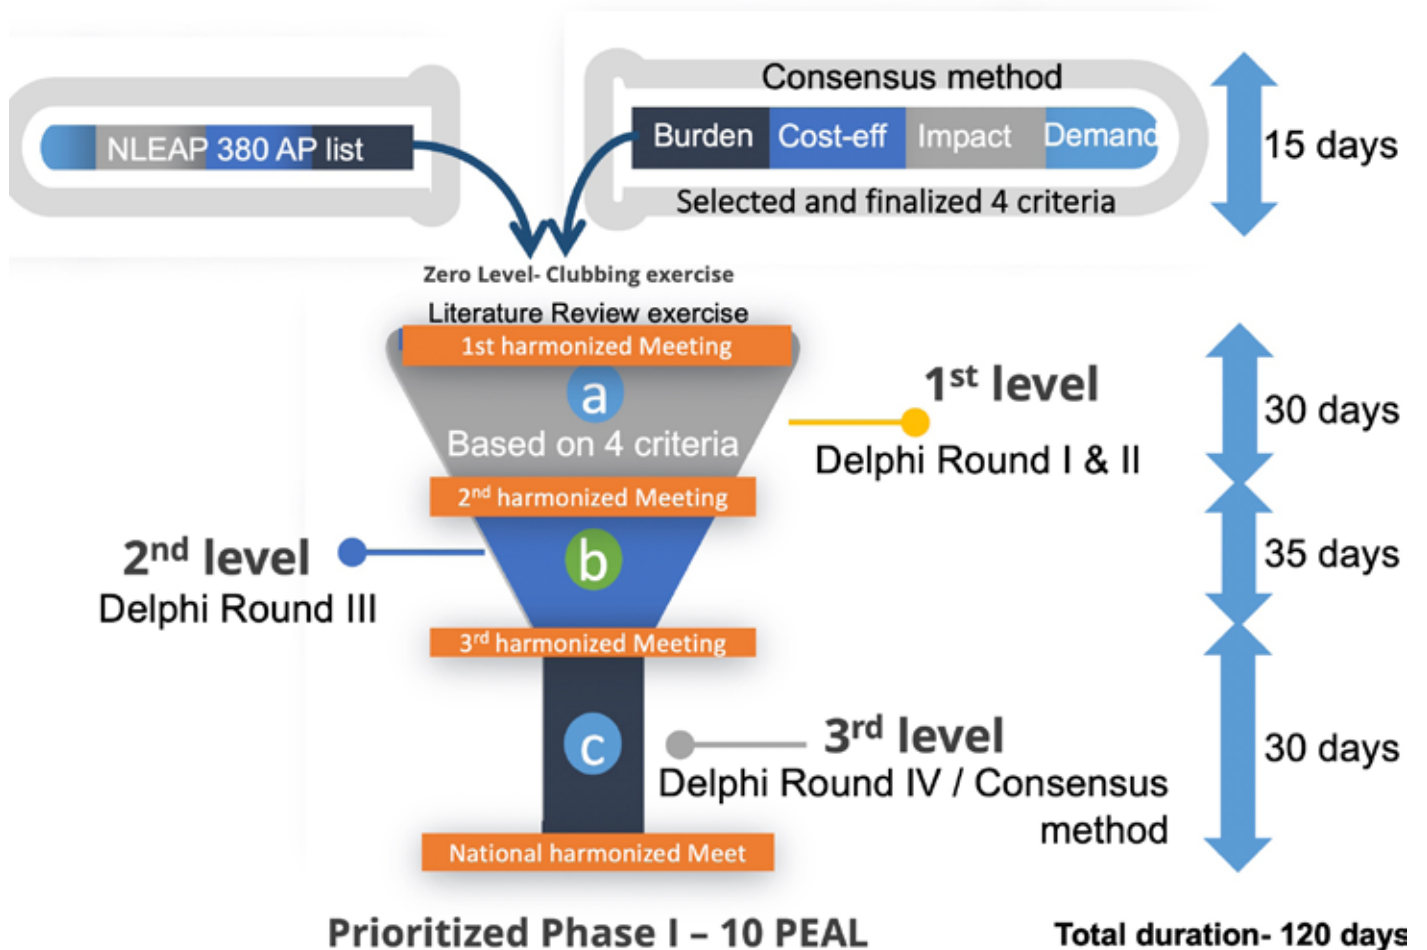 Consensus method
NLEAP 380 AP list
Burden Cost-eff Impact Demand
Selected and finalized 4 criteria
15 days
Zero Level- Clubbing exercise
Literature Review exercise
1st harmonized Meeting
a
Based on 4 criteria
1st level
Delphi Round I & II
30 days
2nd harmonized Meeting
2nd level
Delphi Round III
b
35 days
3rd harmonized Meeting
c
3rd level
Delphi Round IV / Consensus
method
30 days
National harmonized Meet
Prioritized Phase I – 10 PEAL
Total duration- 120 days